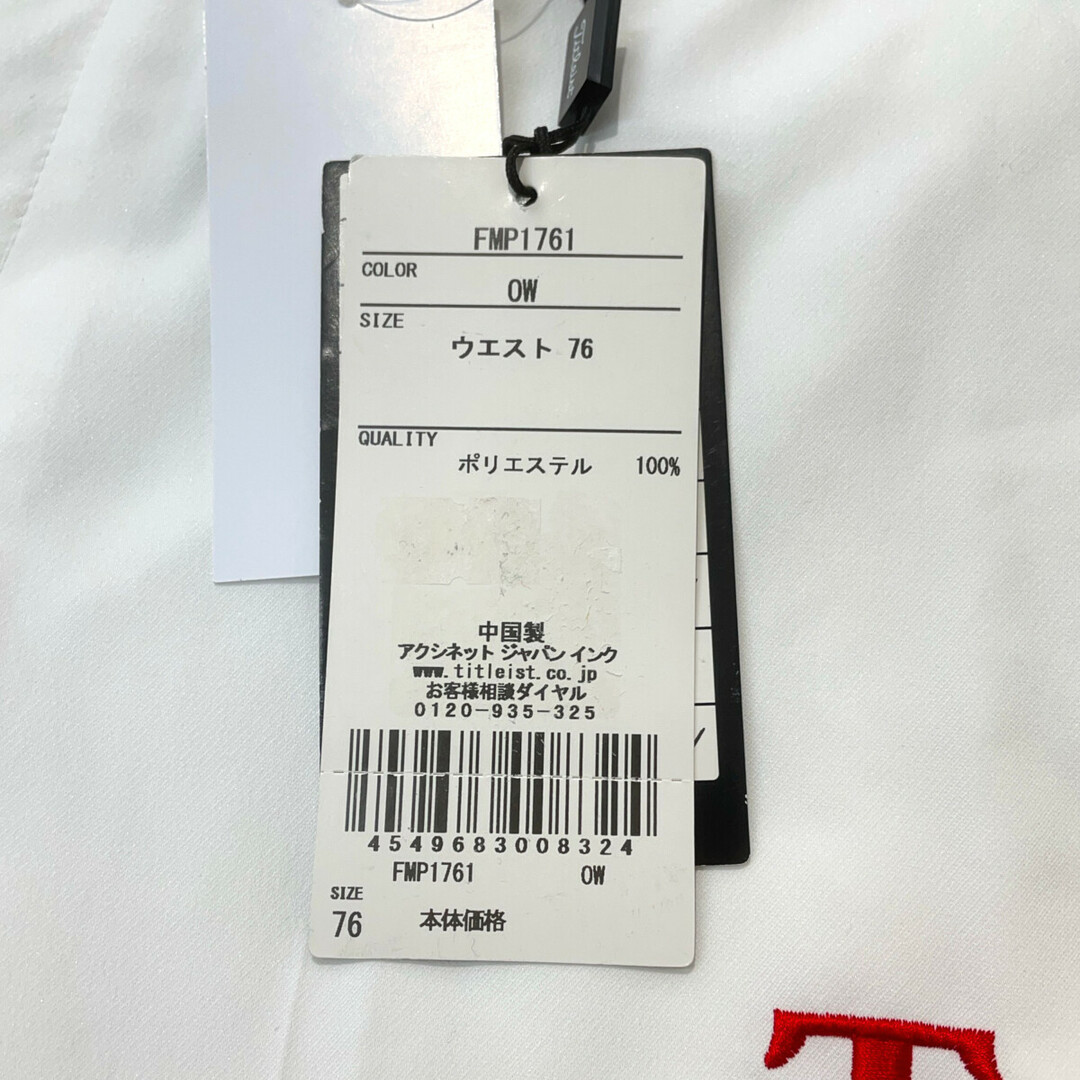 Titleist
FMP1761
COLOR
OW
SIZE
ウエスト 76
QUALITY
ポリエステル 100%
中国製
アクシネット ジャパン インク
www.titleist.co.jp
お客様相談ダイヤル
0120-935-325
4549683008324
FMP1761 OW
SIZE
76 本体価格
T